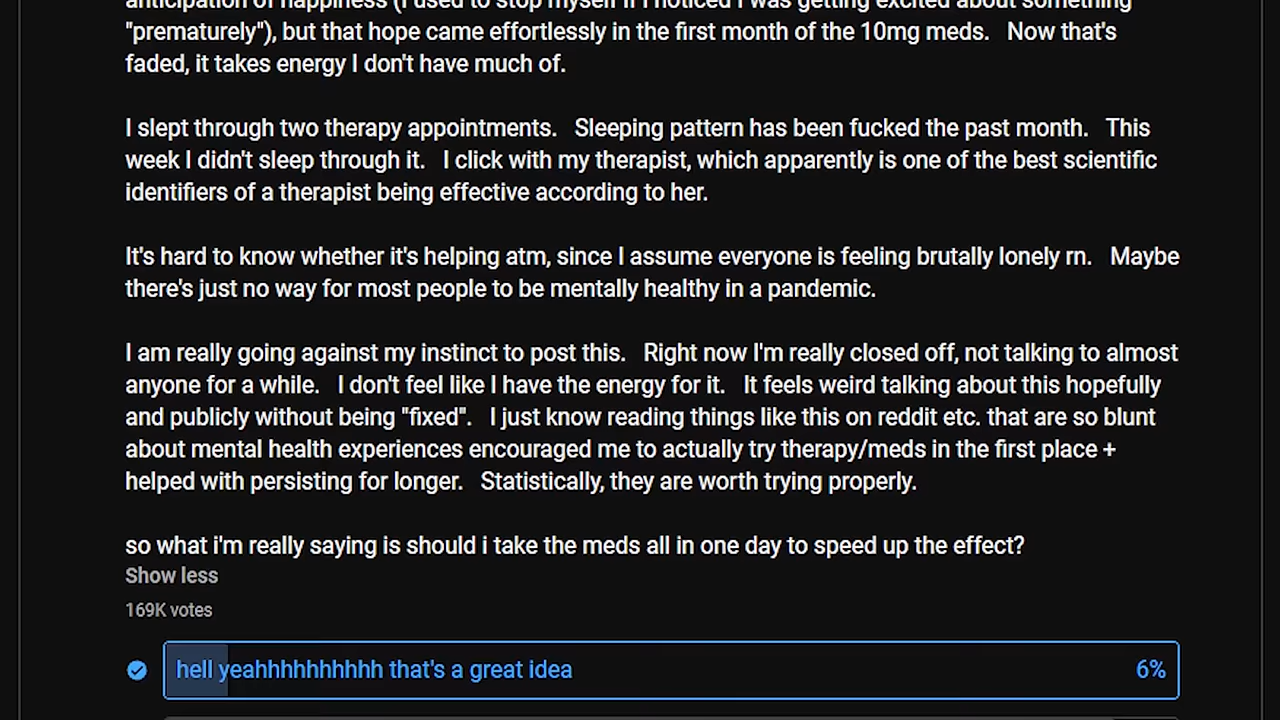 anticipation of happiness (I used to stop myself if I noticed I was getting excited about something
"prematurely"), but that hope came effortlessly in the first month of the 10mg meds.   Now that's
faded, it takes energy I don't have much of.
I slept through two therapy appointments.   Sleeping pattern has been fucked the past month.   This
week I didn't sleep through it.   I click with my therapist, which apparently is one of the best scientific
identifiers of a therapist being effective according to her.
It's hard to know whether it's helping atm, since I assume everyone is feeling brutally lonely rn.   Maybe
there's just no way for most people to be mentally healthy in a pandemic.
I am really going against my instinct to post this.   Right now I'm really closed off, not talking to almost
anyone for a while.   I don't feel like I have the energy for it.   It feels weird talking about this hopefully
and publicly without being "fixed".   I just know reading things like this on reddit etc. that are so blunt
about mental health experiences encouraged me to actually try therapy/meds in the first place +
helped with persisting for longer.   Statistically, they are worth trying properly.
so what i'm really saying is should i take the meds all in one day to speed up the effect?
Show less
169K votes
hell yeahhhhhhhhhh that's a great idea 6%